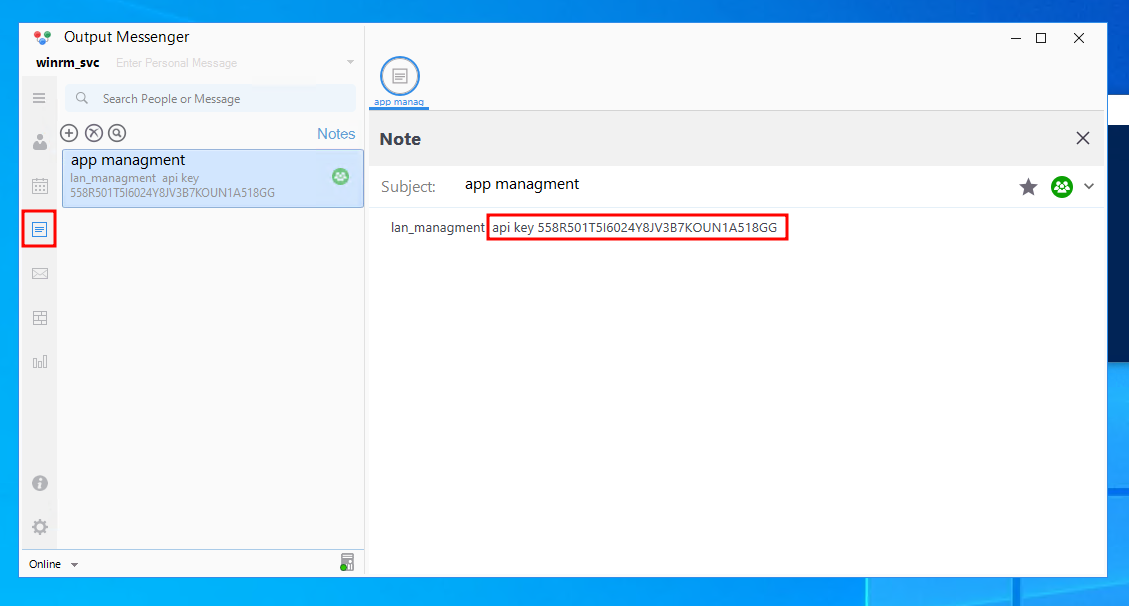 Output Messenger
winrm_svc Enter Personal Message
Search People or Message
Notes
app managment
lan_managment api key
558R501T5I6024Y8JV3B7KOUN1A518GG
Online
app manag
Note
Subject: app managment
lan_managment api key 558R501T5I6024Y8JV3B7KOUN1A518GG